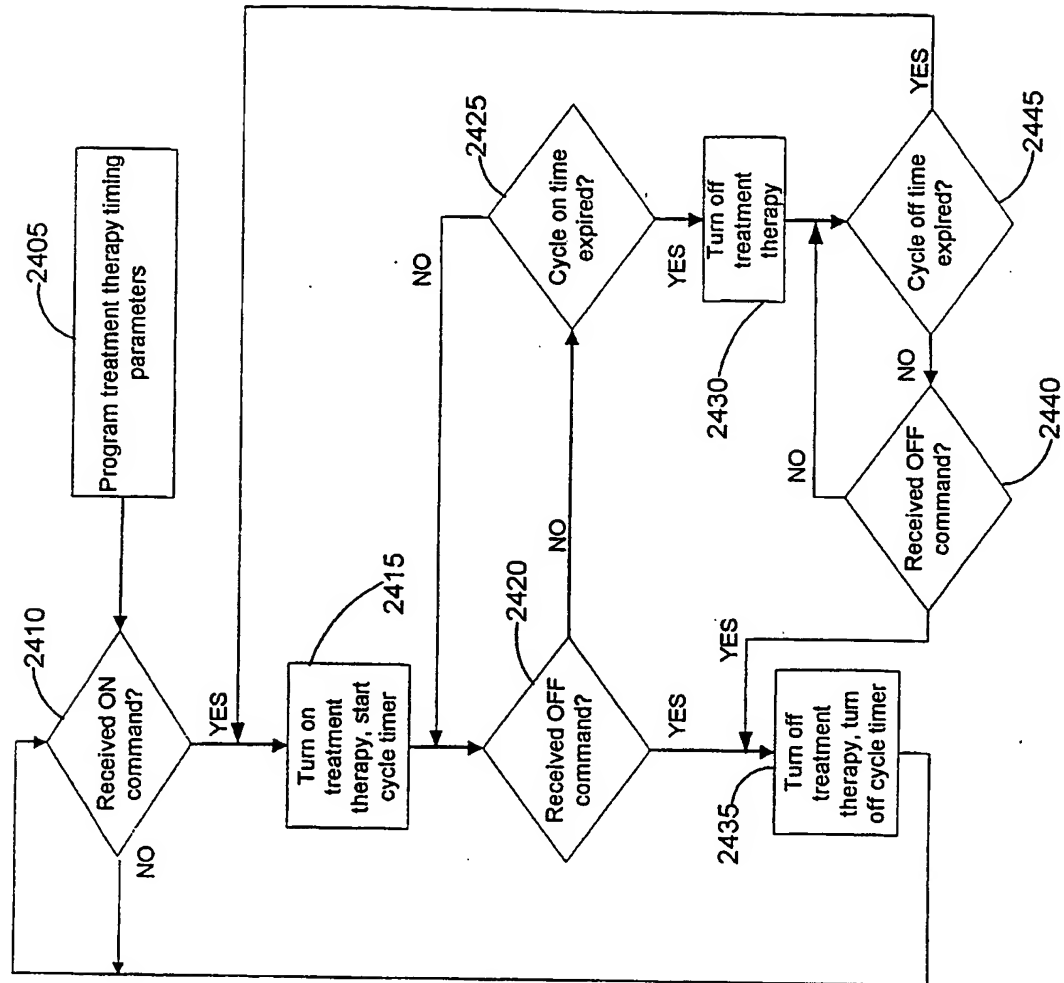 2405
Program treatment therapy timing
parameters
2410
Received ON
command?
NO
YES
2415
Turn on
treatment
therapy, start
cycle timer
2420
Received OFF
command?
NO
YES
2425
Cycle on time
expired?
NO
YES
2430
Turn off
treatment
therapy
2435
Turn off
treatment
therapy, turn
off cycle timer
2440
Received OFF
command?
NO
YES
2445
Cycle off time
expired?
NO
YES